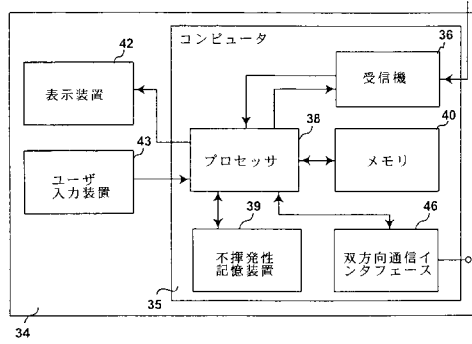 42
コンピュータ
36
表示装置
受信機
43
38
40
ユーザ
入力装置
プロセッサ
メモリ
39
46
不揮発性
記憶装置
双方向通信イ
ンタフェース
35
34